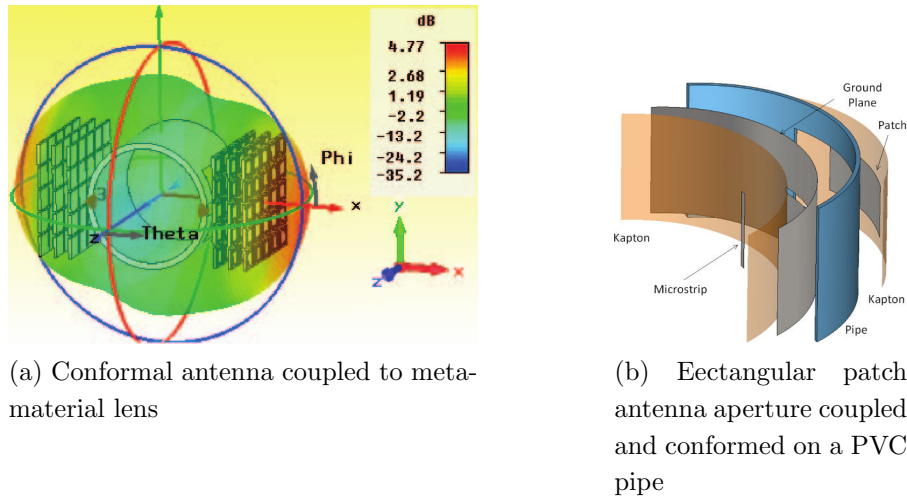 dB
4.77
2.68
1.19
-2.2
-13.2
-24.2
-35.2
Phi
x
3
z
Theta
y
z
x
Ground
Plane
Patch
Kapton
Microstrip
Kapton
Pipe
(a) Conformal antenna coupled to meta-
material lens
(b) Eectangular patch
antenna aperture coupled
and conformed on a PVC
pipe